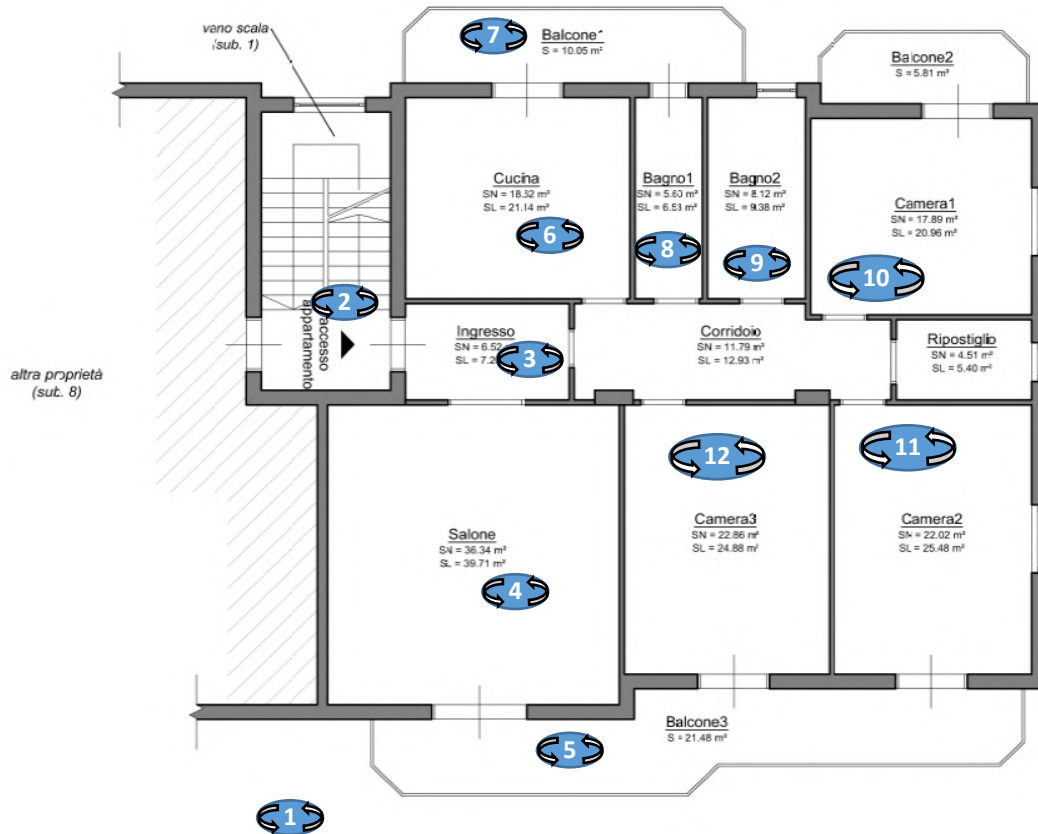 vano scala
(sub. 1)
7
Balcone1
S = 10.05 m²
Balcone2
S = 5.81 m²
Cucina
SN = 18.32 m²
SL = 21.14 m²
6
Bagno1
SN = 5.60 m²
SL = 6.53 m²
8
Bagno2
SN = 8.12 m²
SL = 9.38 m²
9
Camera1
SN = 17.89 m²
SL = 20.96 m²
10
2
accesso
appartamento
Ingresso
SN = 6.52
SL = 7.2
3
Corridoio
SN = 11.79 m²
SL = 12.93 m²
Ripostiglio
SN = 4.51 m²
SL = 5.40 m²
altra proprietà
(sub. 8)
12
11
Salone
SN = 36.34 m²
SL = 39.71 m²
4
Camera3
SN = 22.86 m²
SL = 24.88 m²
Camera2
SN = 22.02 m²
SL = 25.48 m²
Balcone3
S = 21.48 m²
5
1